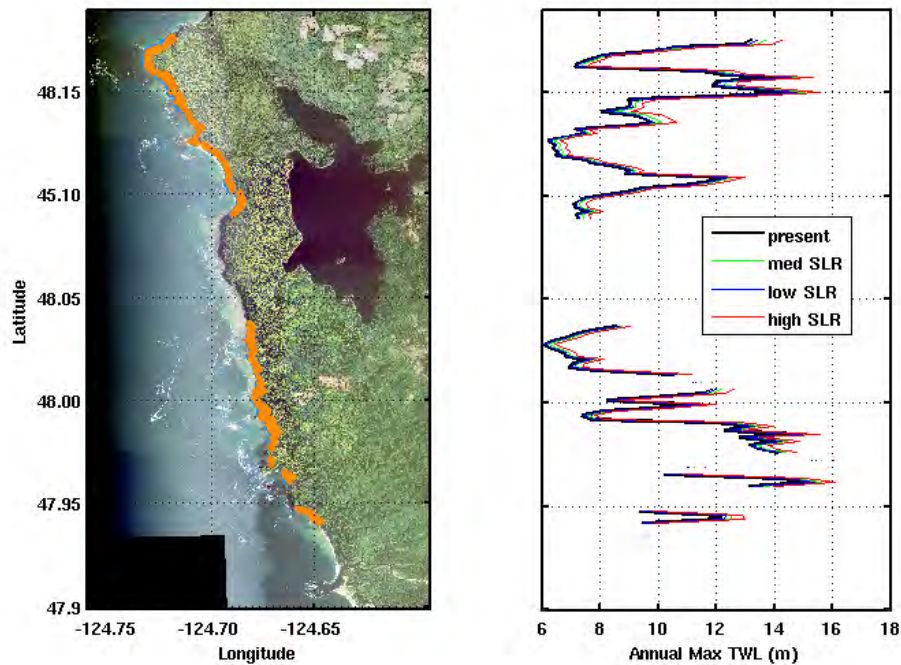 Latitude
48.15
45.10
48.05
48.00
47.95
47.9
-124.75
-124.70
-124.65
Longitude
present
med SLR
low SLR
high SLR
6
8
10
12
14
16
18
Annual Max TWL (m)